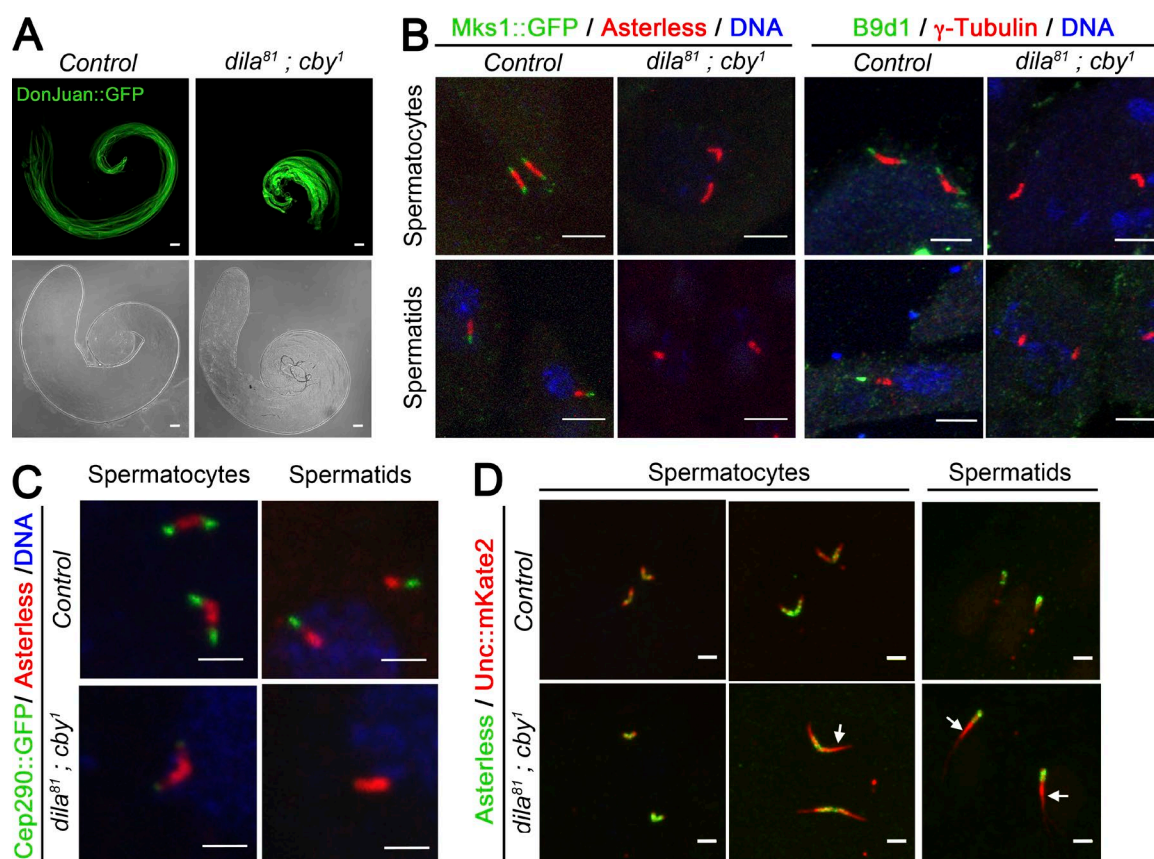 A
Control
dila⁸¹ ; cby¹
DonJuan::GFP
B
Mks1::GFP / Asterless / DNA
B9d1 / γ-Tubulin / DNA
Control
dila⁸¹ ; cby¹
Control
dila⁸¹ ; cby¹
Spermatocytes
Spermatids
C
Spermatocytes
Spermatids
Cep290::GFP/ Asterless /DNA
Control
dila⁸¹ ; cby¹
D
Spermatocytes
Spermatids
Asterless / Unc::mKate2
Control
dila⁸¹ ; cby¹